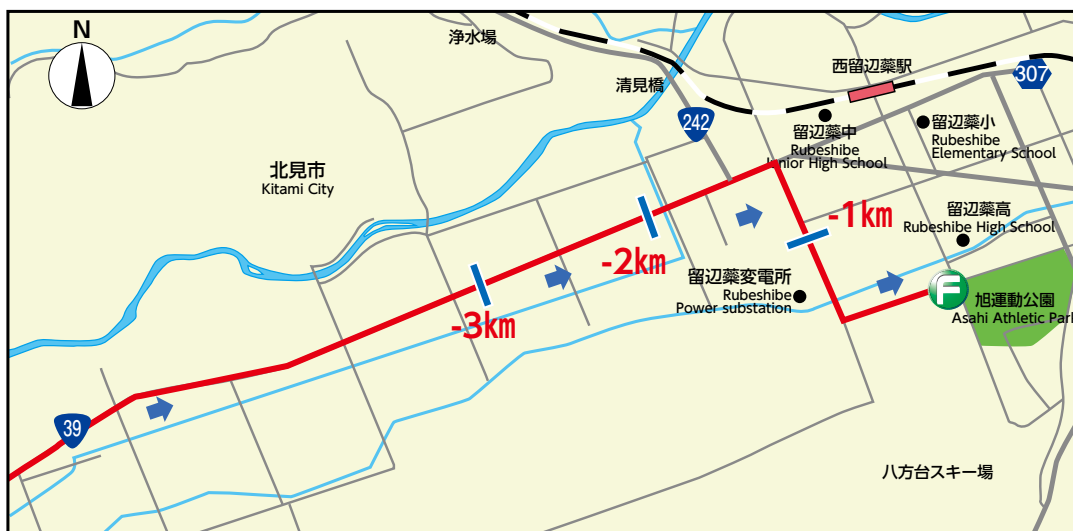 N
浄水場
清見橋
西留辺蘂駅
307
242
留辺蘂中
Rubeshibe
Junior High School
留辺蘂小
Rubeshibe
Elementary School
北見市
Kitami City
-1km
留辺蘂高
Rubeshibe High School
-2km
留辺蘂変電所
Rubeshibe
Power substation
F
旭運動公園
Asahi Athletic Park
-3km
39
八方台スキー場